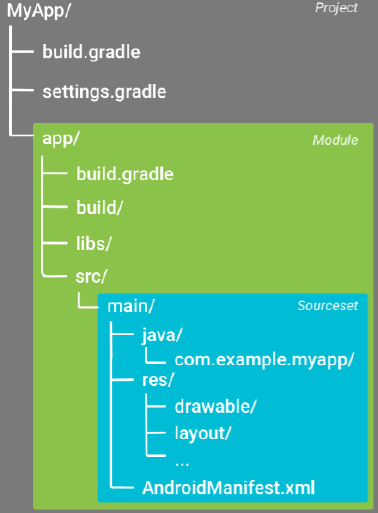 MyApp/ Project
build.gradle
settings.gradle
app/ Module
build.gradle
build/
libs/
src/
main/ Sourceset
java/
com.example.myapp/
res/
drawable/
layout/
...
AndroidManifest.xml